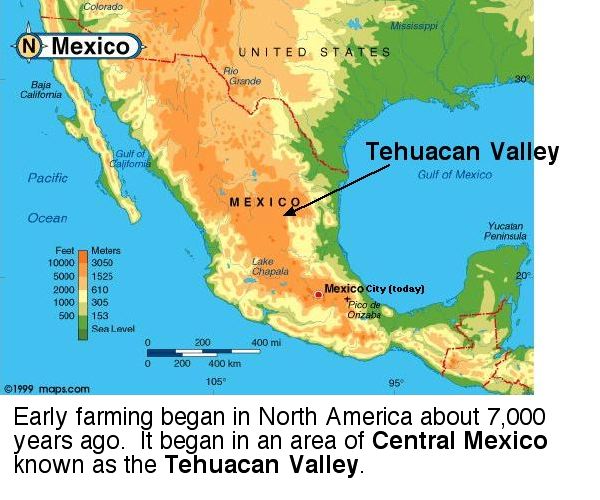 Colorado
Mississippi
N Mexico
UNITED STATES
Rio
Grande
30°
Baja
California
Gulf of
California
Tehuacan Valley
Gulf of Mexico
Pacific
Ocean
MEXICO
Yucatan
Peninsula
Feet Meters
10000 3050
5000 1525
2000 610
1000 305
500 153
Sea Level
Lake
Chapala
20°
Mexico City (today)
Pico de
Orizaba
0 200 400 mi
0 200 400 km
105°
95°
©1999 maps.com
Early farming began in North America about 7,000
years ago. It began in an area of Central Mexico
known as the Tehuacan Valley.